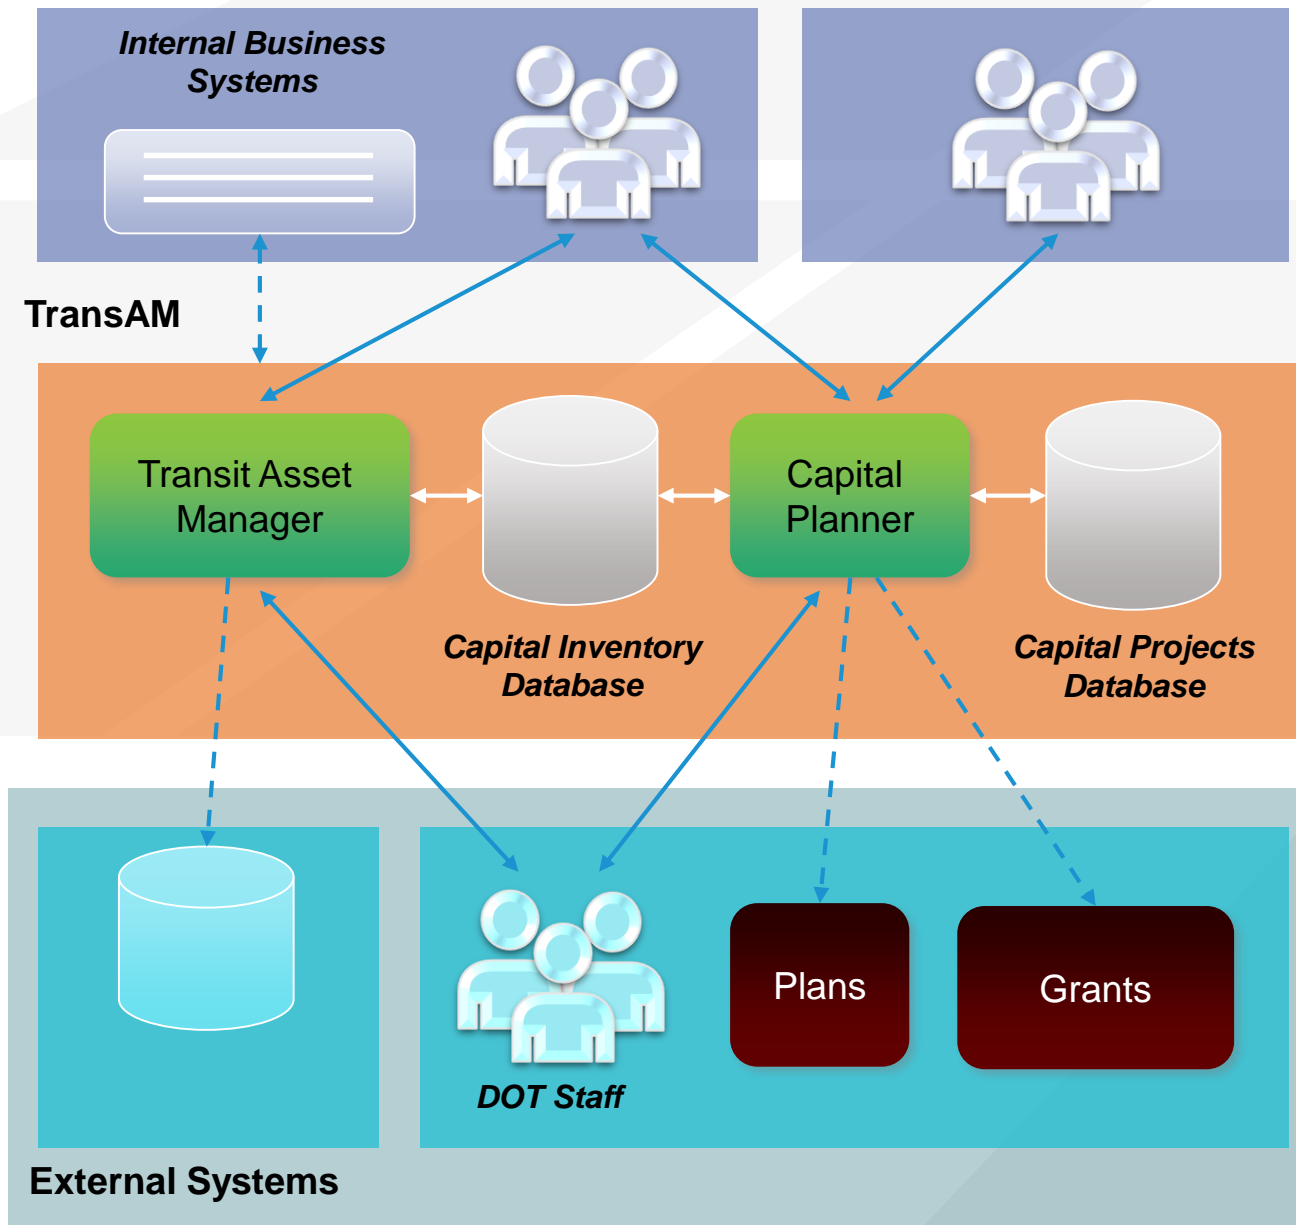 Internal Business
Systems
TransAM
Transit Asset
Manager
Capital
Planner
Capital Inventory
Database
Capital Projects
Database
Plans
Grants
DOT Staff
External Systems